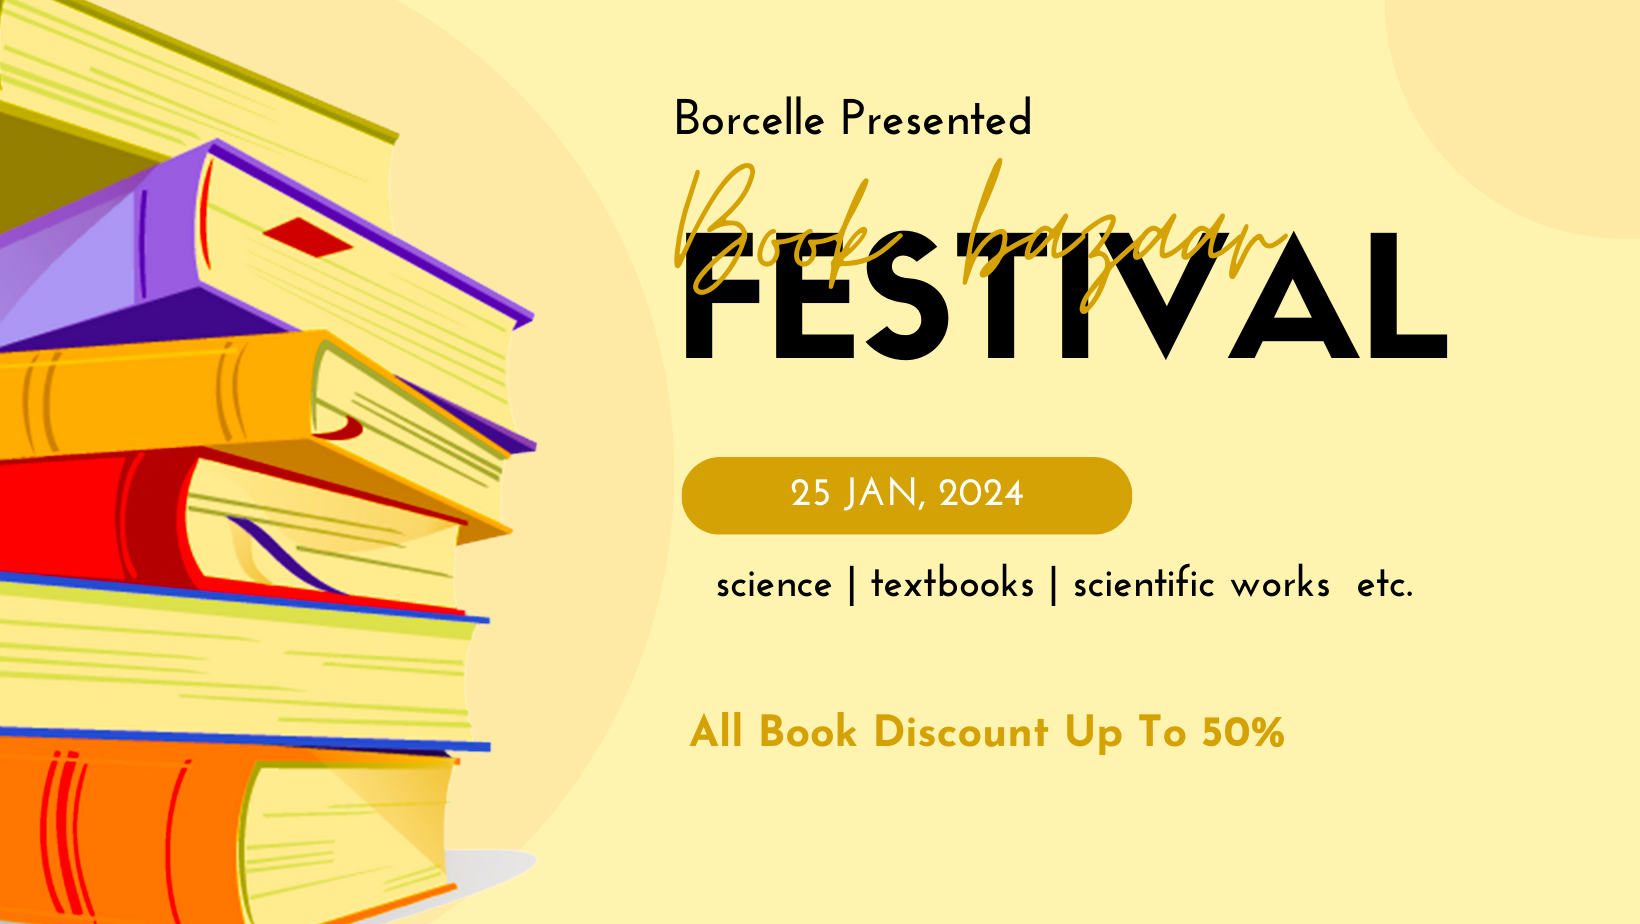 Borcelle Presented
Book bazaar
FESTIVAL
25 JAN, 2024
science | textbooks | scientific works etc.
All Book Discount Up To 50%